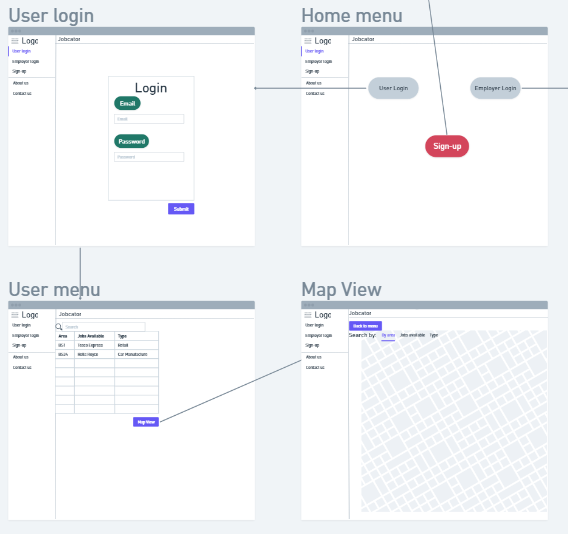 User login
Logo
Jobcator
User login
Employer login
Sign-up
About us
Contact us
Login
Email
Email
Password
Password
Submit
Home menu
Logo
Jobcator
User login
Employer login
Sign-up
About us
Contact us
User Login
Employer Login
Sign-up
User menu
Logo
Jobcator
User login
Employer login
Sign-up
About us
Contact us
Search
Area Jobs Available Type
Tesco Express Retail
Rolls Royce Car Manufacture
Map View
Map View
Logo
Jobcator
User login
Employer login
Sign-up
About us
Contact us
Back to menu
Search by: By area Jobs available Type